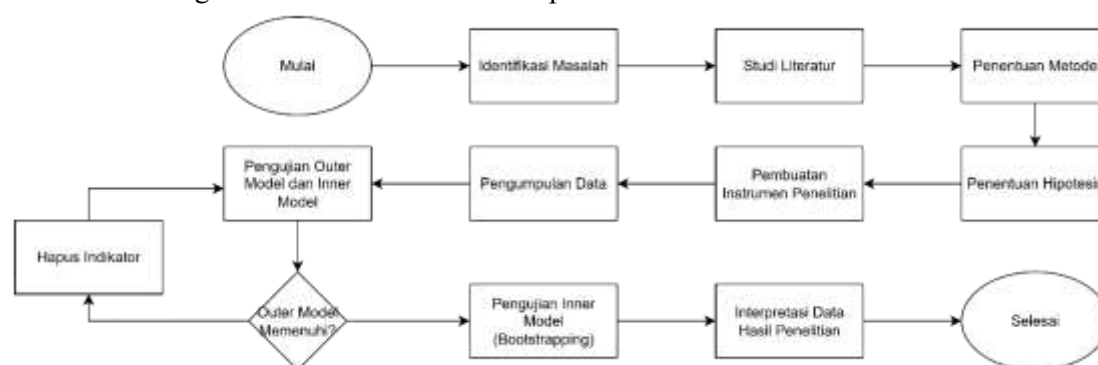 Mulai
Identifikasi Masalah
Studi Literatur
Penentuan Metode
Pengujian Outer
Model dan Inner
Model
Pengumpulan Data
Pembuatan
Instrumen Penelitian
Penentuan Hipotesis
Hapus Indikator
Outer Model
Memenuhi?
Pengujian Inner
Model
(Bootstrapping)
Interpretasi Data
Hasil Penelitian
Selesai